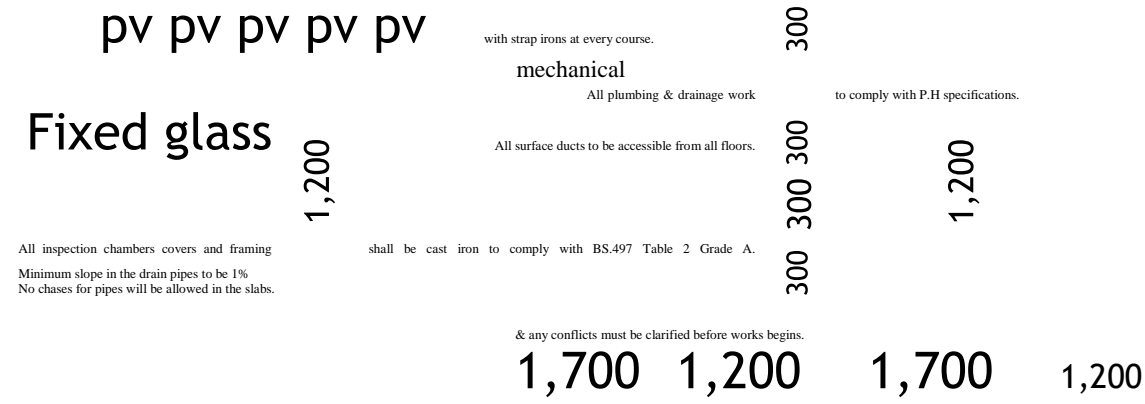 pv pv pv pv pv
with strap irons at every course.
300
mechanical
All plumbing & drainage work to comply with P.H specifications.
Fixed glass
1,200
All surface ducts to be accessible from all floors.
300
300
1,200
All inspection chambers covers and framing shall be cast iron to comply with BS.497 Table 2 Grade A.
300
Minimum slope in the drain pipes to be 1%
No chases for pipes will be allowed in the slabs.
& any conflicts must be clarified before works begins.
1,700 1,200 1,700 1,200